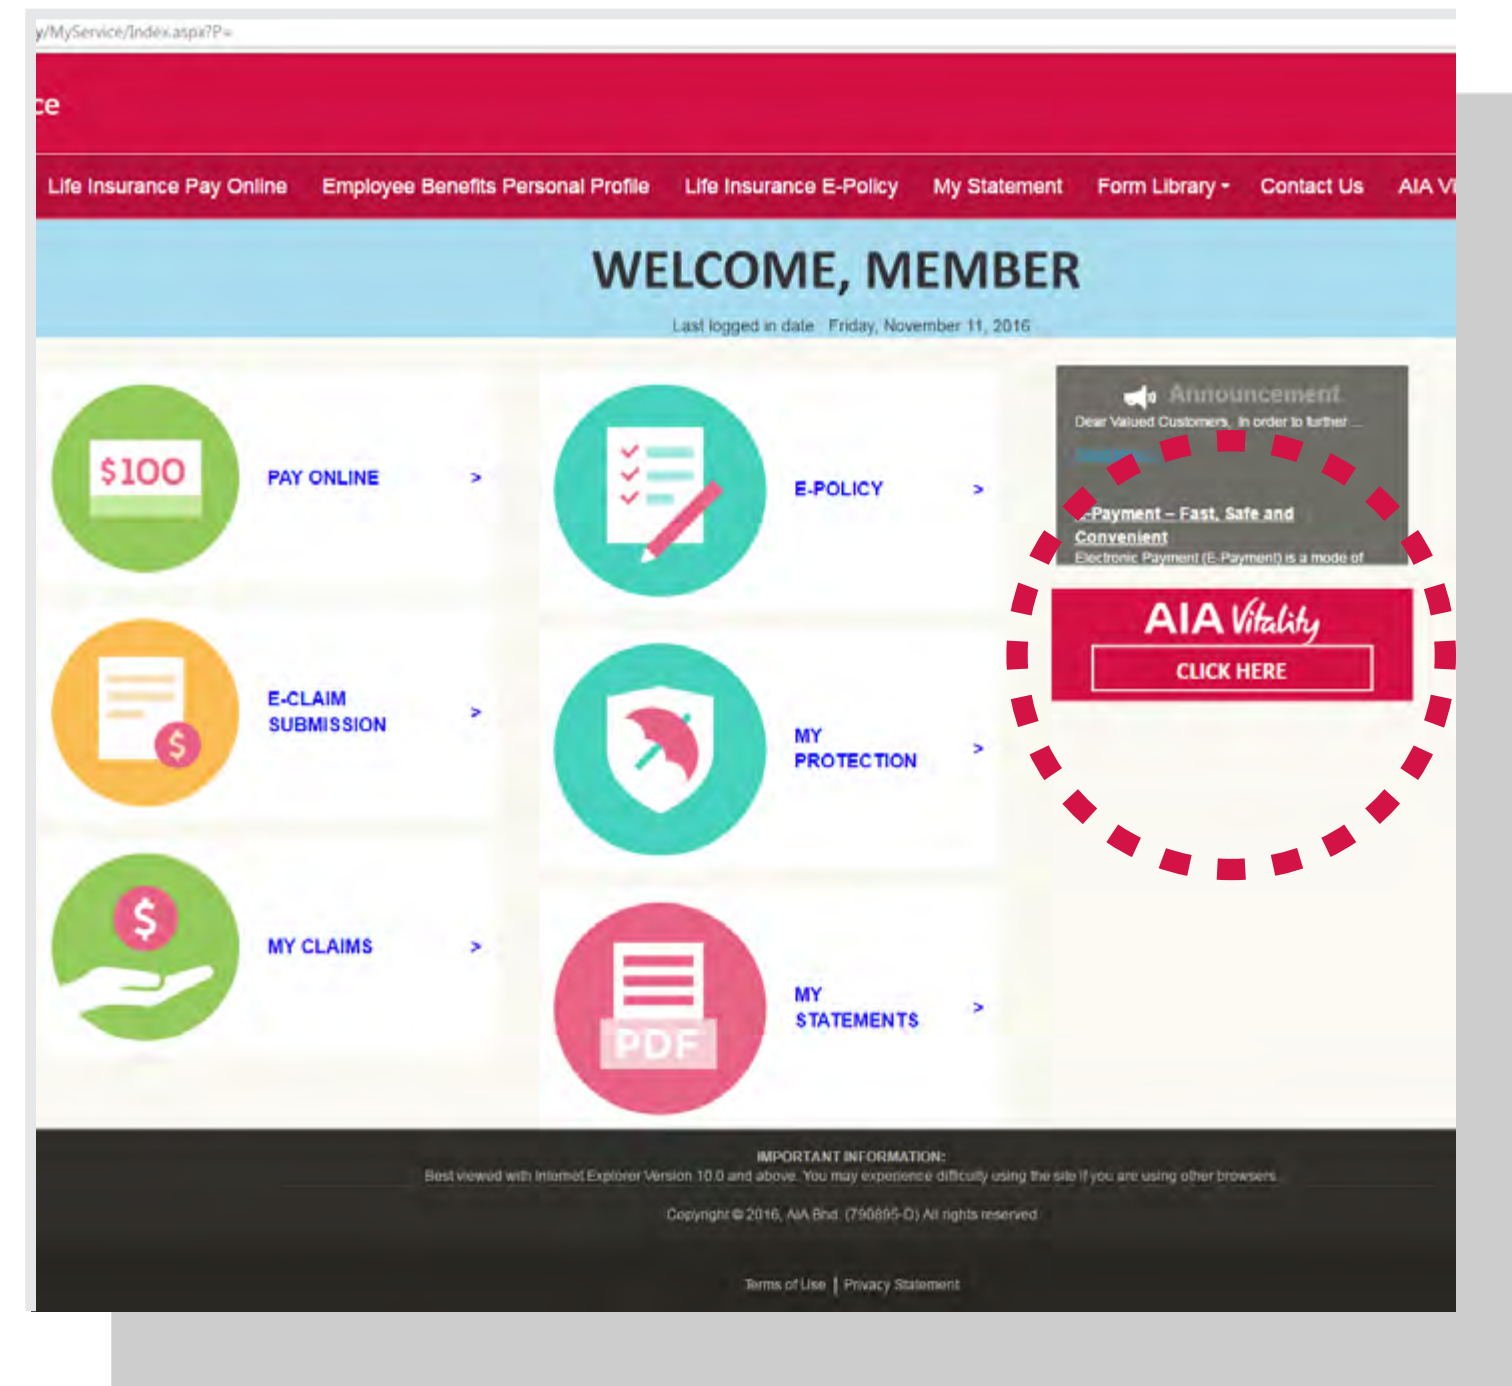 y/MyService/Index.aspx?P=
ce
Life Insurance Pay Online Employee Benefits Personal Profile Life Insurance E-Policy My Statement Form Library Contact Us AIA Vi
WELCOME, MEMBER
Last logged in date Friday, November 11, 2016
$100
PAY ONLINE >
E-CLAIM
SUBMISSION >
$
$
MY CLAIMS >
E-POLICY >
MY
PROTECTION >
MY
STATEMENTS >
PDF
Announcement
Dear Valued Customers, In order to further ...
E-Payment – Fast, Safe and
Convenient
Electronic Payment (E-Payment) is a mode of
AIA Vitality
CLICK HERE
IMPORTANT INFORMATION:
Best viewed with Internet Explorer Version 10.0 and above. You may experience difficulty using the site if you are using other browsers.
Copyright © 2016, AIA Bhd. (790895-D) All rights reserved
Terms of Use | Privacy Statement